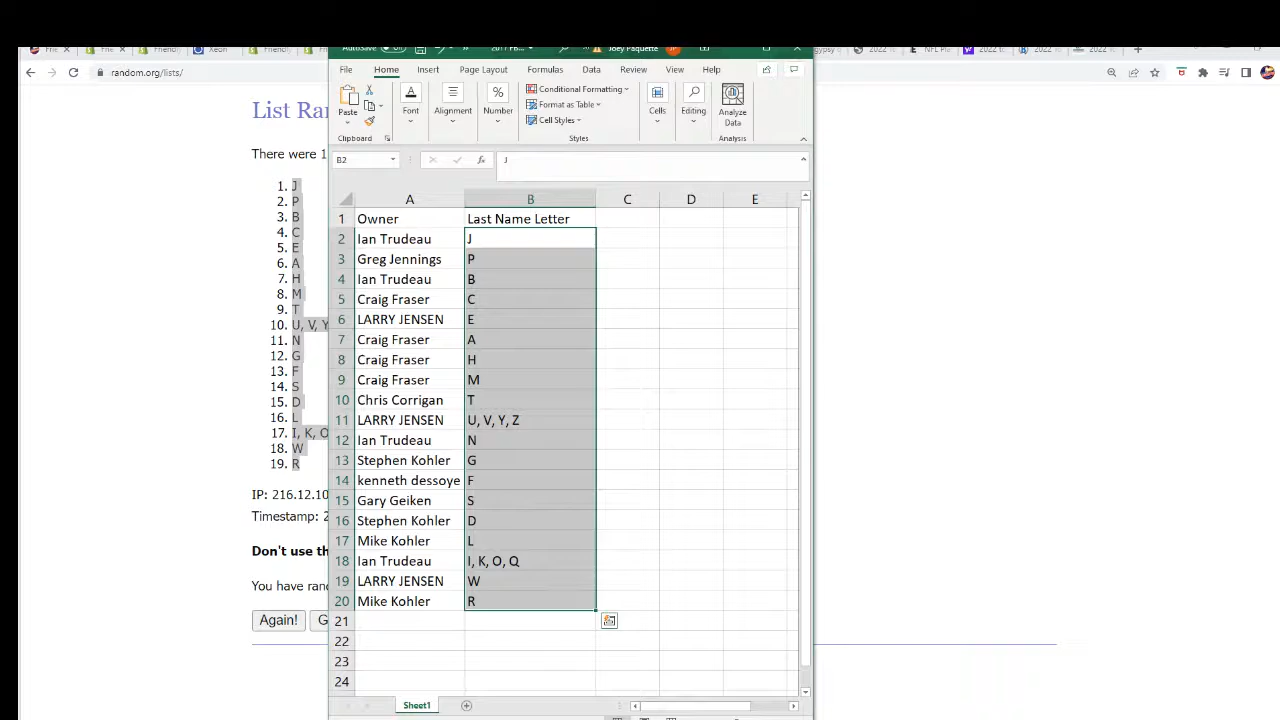 Joey Paquette
random.org/lists/
File Home Insert Page Layout Formulas Data Review View Help
Paste Font Alignment Number Conditional Formatting Format as Table Cell Styles Cells Editing Analyze Data
Clipboard Styles Analysis
B2 fx J
List Ra
There were 1
1. J
2. P
3. B
4. C
5. E
6. A
7. H
8. M
9. T
10. U, V, Y
11. N
12. G
13. F
14. S
15. D
16. L
17. I, K, O
18. W
19. R
IP: 216.12.10
Timestamp: 2
Don't use th
You have ran
Again! G
A B C D E
1 Owner Last Name Letter
2 Ian Trudeau J
3 Greg Jennings P
4 Ian Trudeau B
5 Craig Fraser C
6 LARRY JENSEN E
7 Craig Fraser A
8 Craig Fraser H
9 Craig Fraser M
10 Chris Corrigan T
11 LARRY JENSEN U, V, Y, Z
12 Ian Trudeau N
13 Stephen Kohler G
14 kenneth dessoye F
15 Gary Geiken S
16 Stephen Kohler D
17 Mike Kohler L
18 Ian Trudeau I, K, O, Q
19 LARRY JENSEN W
20 Mike Kohler R
21
22
23
24
Sheet1